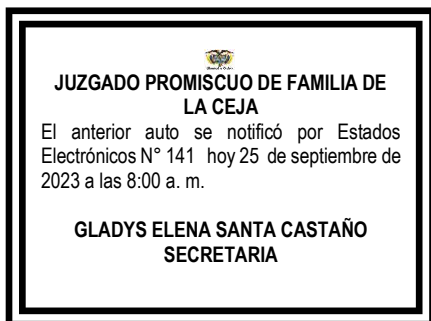 JUZGADO PROMISCUO DE FAMILIA DE
LA CEJA
El anterior auto se notificó por Estados
Electrónicos N° 141 hoy 25 de septiembre de
2023 a las 8:00 a. m.
GLADYS ELENA SANTA CASTAÑO
SECRETARIA